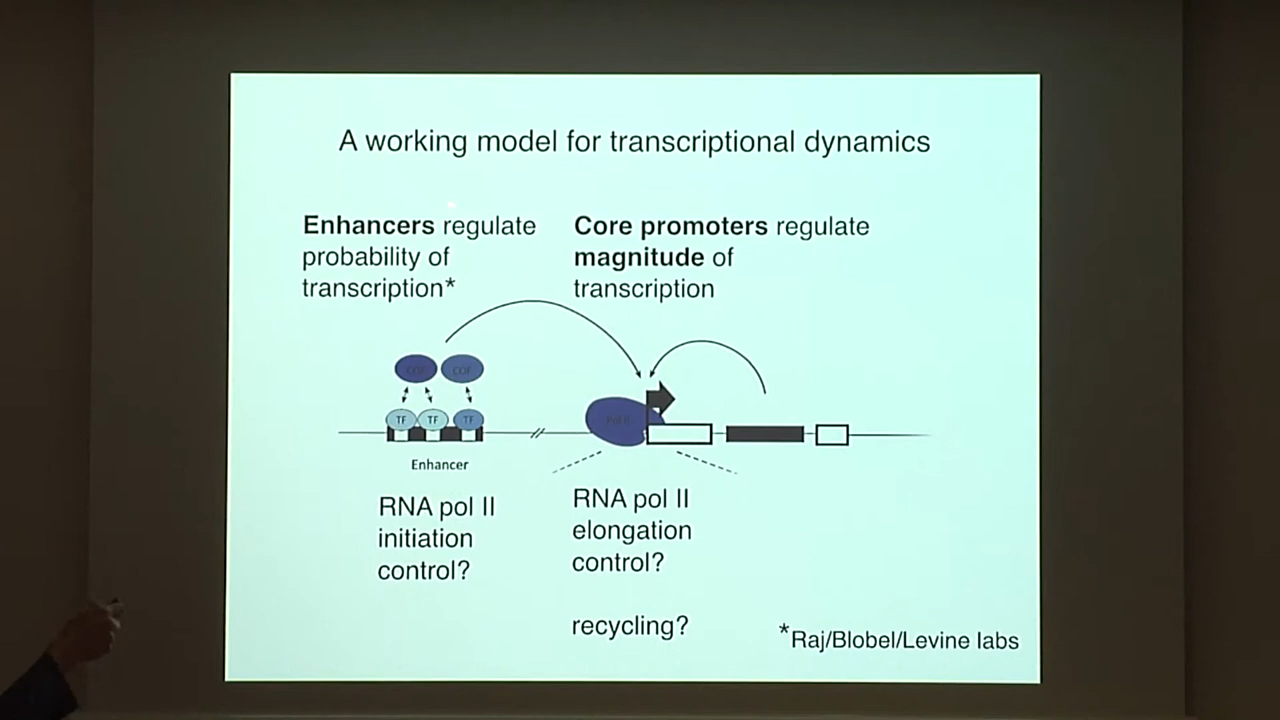 A working model for transcriptional dynamics
Enhancers regulate
probability of
transcription*
Core promoters regulate
magnitude of
transcription
COF
COF
TF
TF
TF
Pol II
Enhancer
RNA pol II
initiation
control?
RNA pol II
elongation
control?
recycling?
*Raj/Blobel/Levine labs